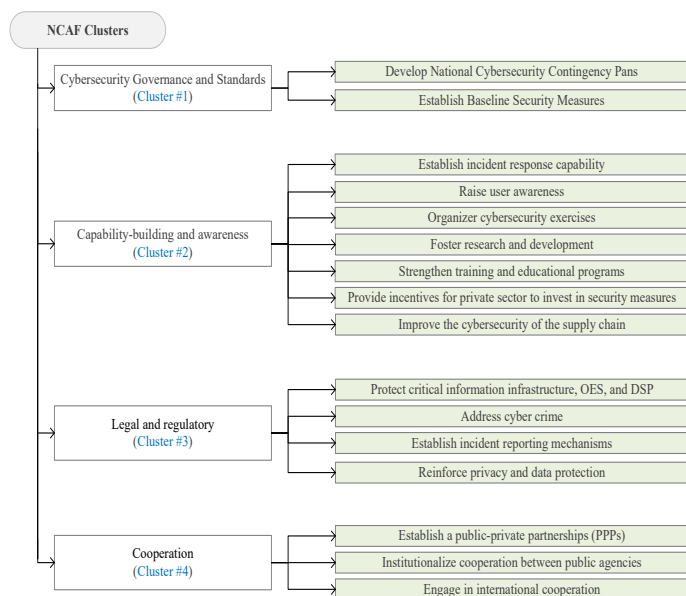 NCAF Clusters
Cybersecurity Governance and Standards
(Cluster #1)
Develop National Cybersecurity Contingency Pans
Establish Baseline Security Measures
Capability-building and awareness
(Cluster #2)
Establish incident response capability
Raise user awareness
Organizer cybersecurity exercises
Foster research and development
Strengthen training and educational programs
Provide incentives for private sector to invest in security measures
Improve the cybersecurity of the supply chain
Legal and regulatory
(Cluster #3)
Protect critical information infrastructure, OES, and DSP
Address cyber crime
Establish incident reporting mechanisms
Reinforce privacy and data protection
Cooperation
(Cluster #4)
Establish a public-private partnerships (PPPs)
Institutionalize cooperation between public agencies
Engage in international cooperation